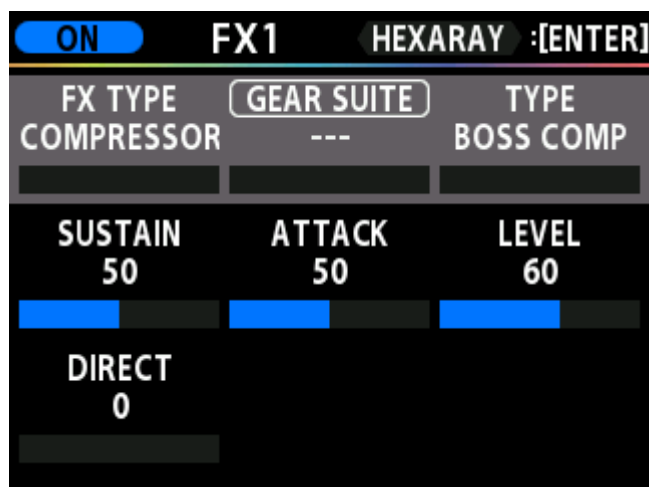 ON FX1 HEXARAY :[ENTER]
FX TYPE GEAR SUITE TYPE
COMPRESSOR --- BOSS COMP
SUSTAIN ATTACK LEVEL
50 50 60
DIRECT
0